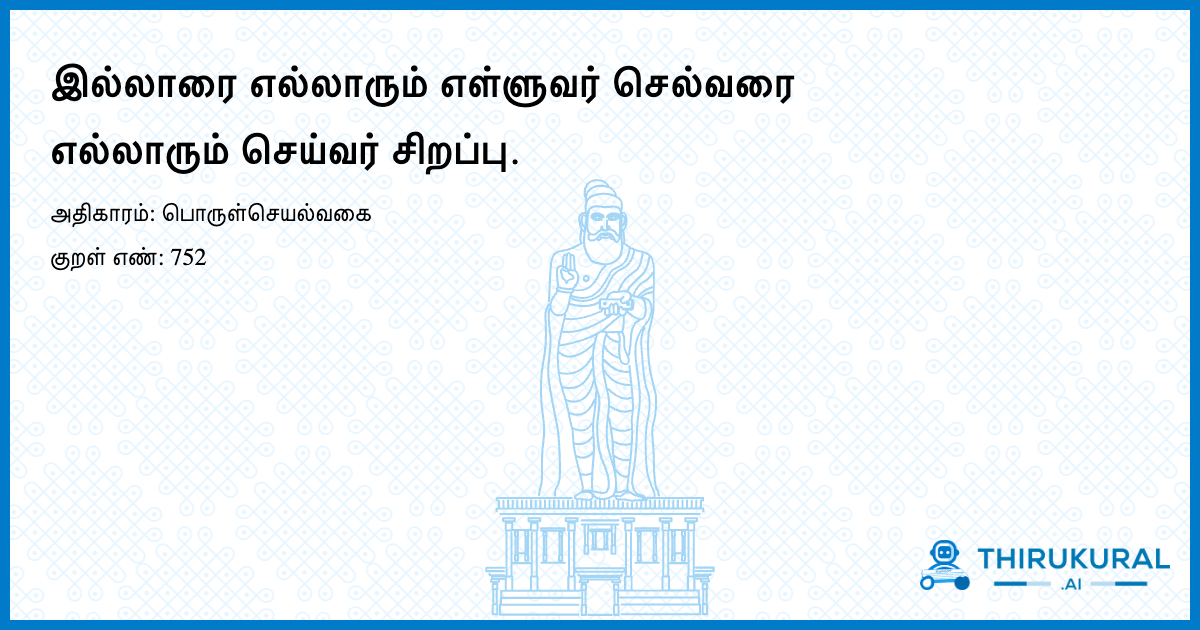 இல்லாரை எல்லாரும் எள்ளுவர் செல்வரை
எல்லாரும் செய்வர் சிறப்பு.
அதிகாரம்: பொருள்செயல்வகை
குறள் எண்: 752
THIRUKURAL
.AI